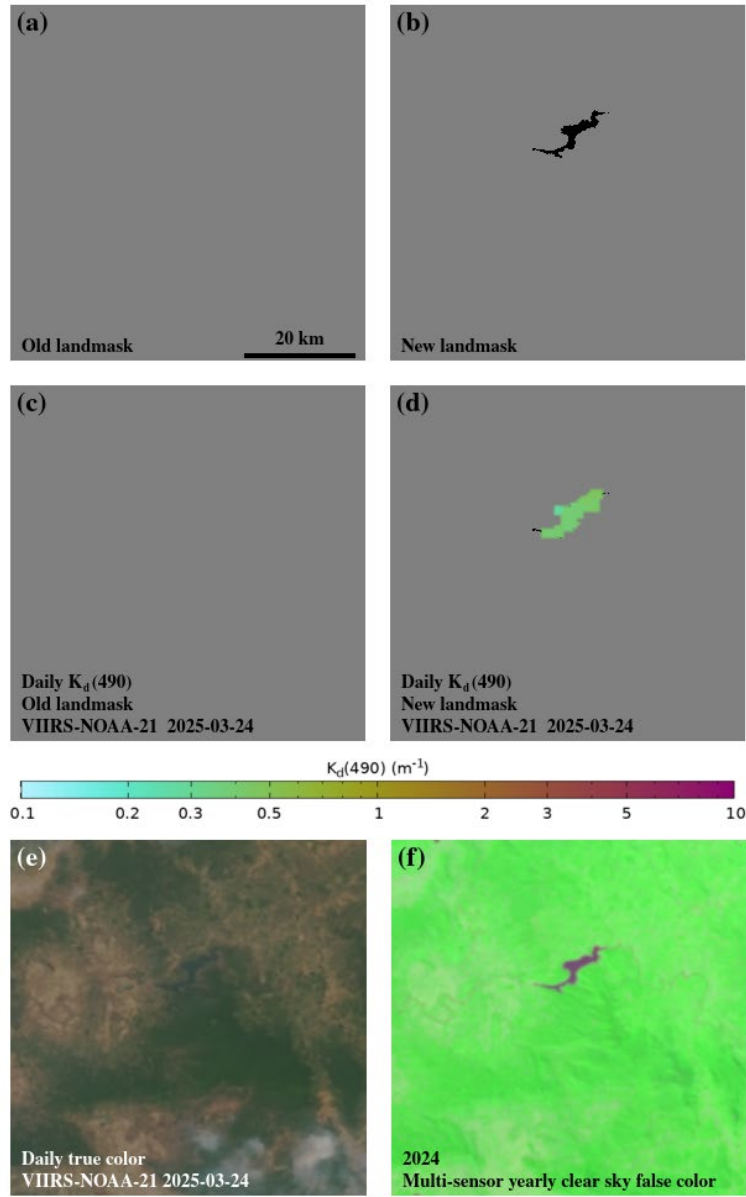 (a)
(b)
Old landmask
20 km
New landmask
(c)
(d)
Daily Kd(490)
Old landmask
VIIRS-NOAA-21 2025-03-24
Daily Kd(490)
New landmask
VIIRS-NOAA-21 2025-03-24
Kd(490) (m-1)
0.1 0.2 0.3 0.5 1 2 3 5 10
(e)
(f)
Daily true color
VIIRS-NOAA-21 2025-03-24
2024
Multi-sensor yearly clear sky false color